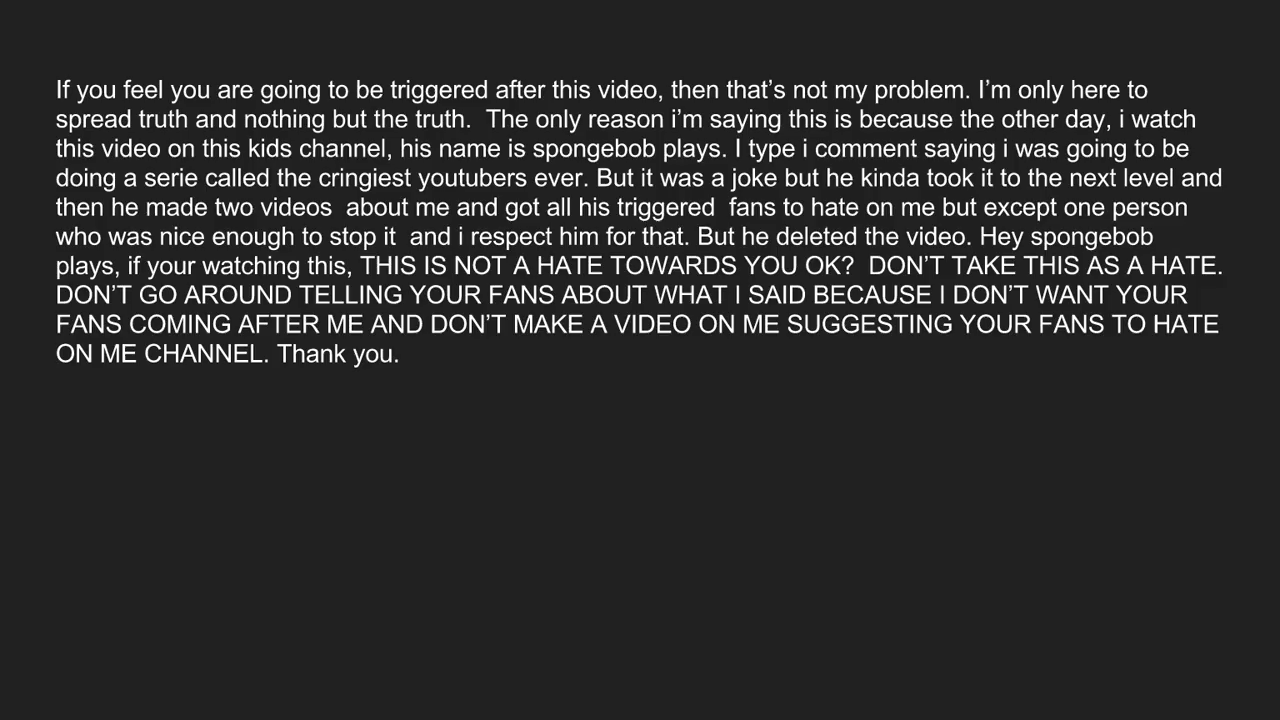 If you feel you are going to be triggered after this video, then that’s not my problem. I’m only here to
spread truth and nothing but the truth.  The only reason i’m saying this is because the other day, i watch
this video on this kids channel, his name is spongebob plays. I type i comment saying i was going to be
doing a serie called the cringiest youtubers ever. But it was a joke but he kinda took it to the next level and
then he made two videos  about me and got all his triggered  fans to hate on me but except one person
who was nice enough to stop it  and i respect him for that. But he deleted the video. Hey spongebob
plays, if your watching this, THIS IS NOT A HATE TOWARDS YOU OK?  DON’T TAKE THIS AS A HATE.
DON’T GO AROUND TELLING YOUR FANS ABOUT WHAT I SAID BECAUSE I DON’T WANT YOUR
FANS COMING AFTER ME AND DON’T MAKE A VIDEO ON ME SUGGESTING YOUR FANS TO HATE
ON ME CHANNEL. Thank you.